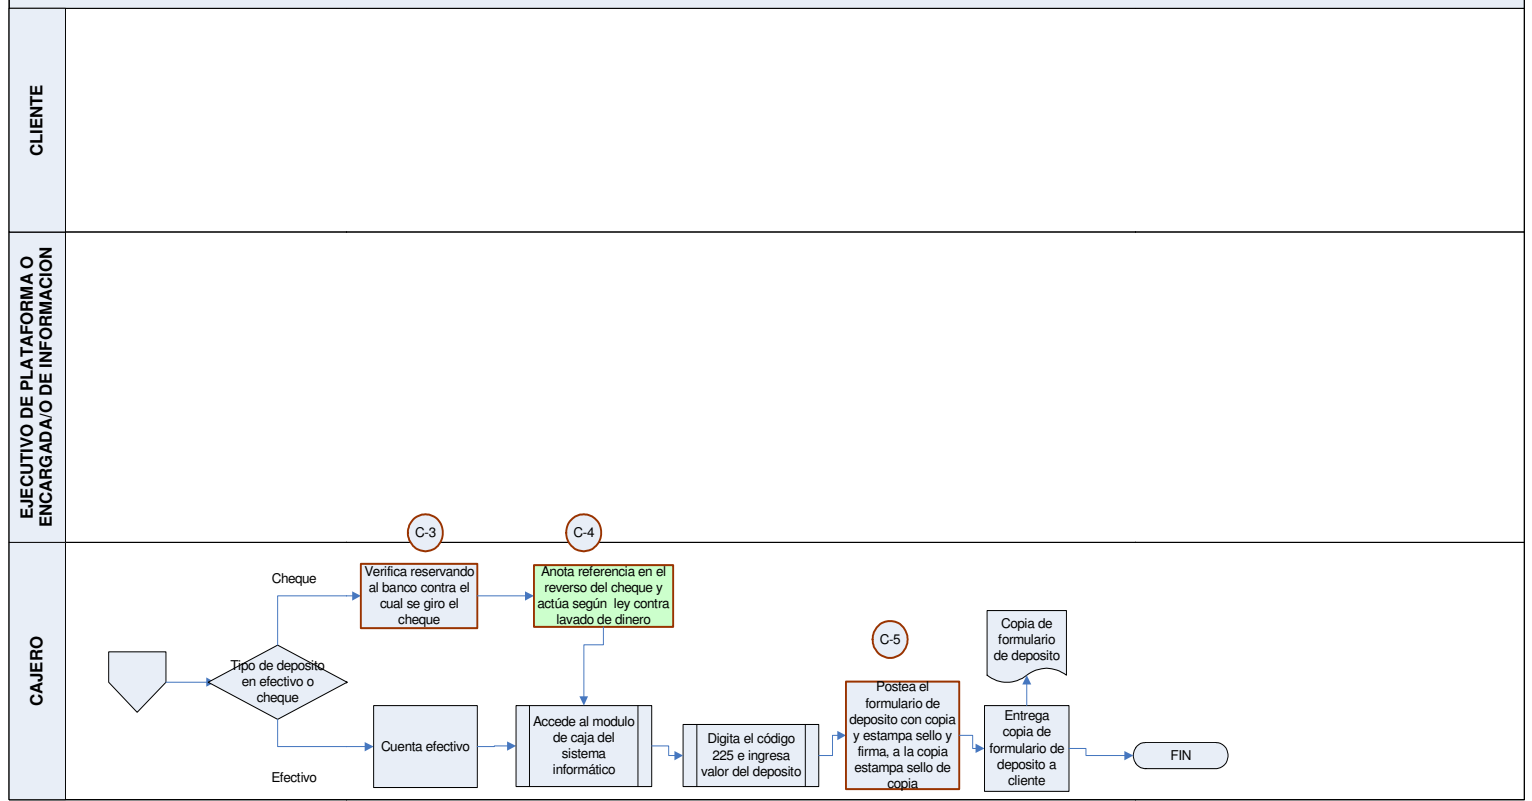 CLIENTE
EJECUTIVO DE PLATAFORMA O
ENCARGADA/O DE INFORMACION
CAJERO
Tipo de deposito
en efectivo o
cheque
Cheque
Efectivo
C-3
Verifica reservando
al banco contra el
cual se giro el
cheque
C-4
Anota referencia en el
reverso del cheque y
actúa según ley contra
lavado de dinero
Cuenta efectivo
Accede al modulo
de caja del
sistema
informático
Digita el código
225 e ingresa
valor del deposito
C-5
Postea el
formulario de
deposito con copia
y estampa sello y
firma, a la copia
estampa sello de
copia
Copia de
formulario
de deposito
Entrega
copia de
formulario de
deposito a
cliente
FIN